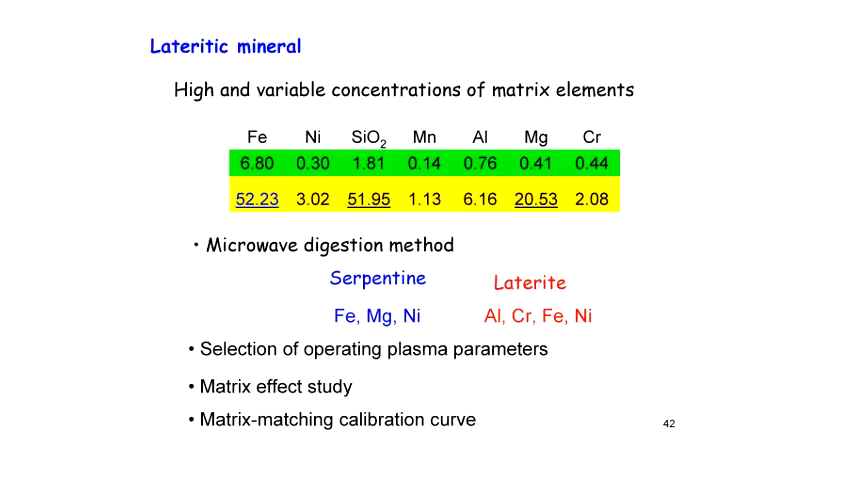 Lateritic mineral
High and variable concentrations of matrix elements
Fe Ni SiO2 Mn Al Mg Cr
6.80 0.30 1.81 0.14 0.76 0.41 0.44
52.23 3.02 51.95 1.13 6.16 20.53 2.08
• Microwave digestion method
Serpentine Laterite
Fe, Mg, Ni Al, Cr, Fe, Ni
• Selection of operating plasma parameters
• Matrix effect study
• Matrix-matching calibration curve
42